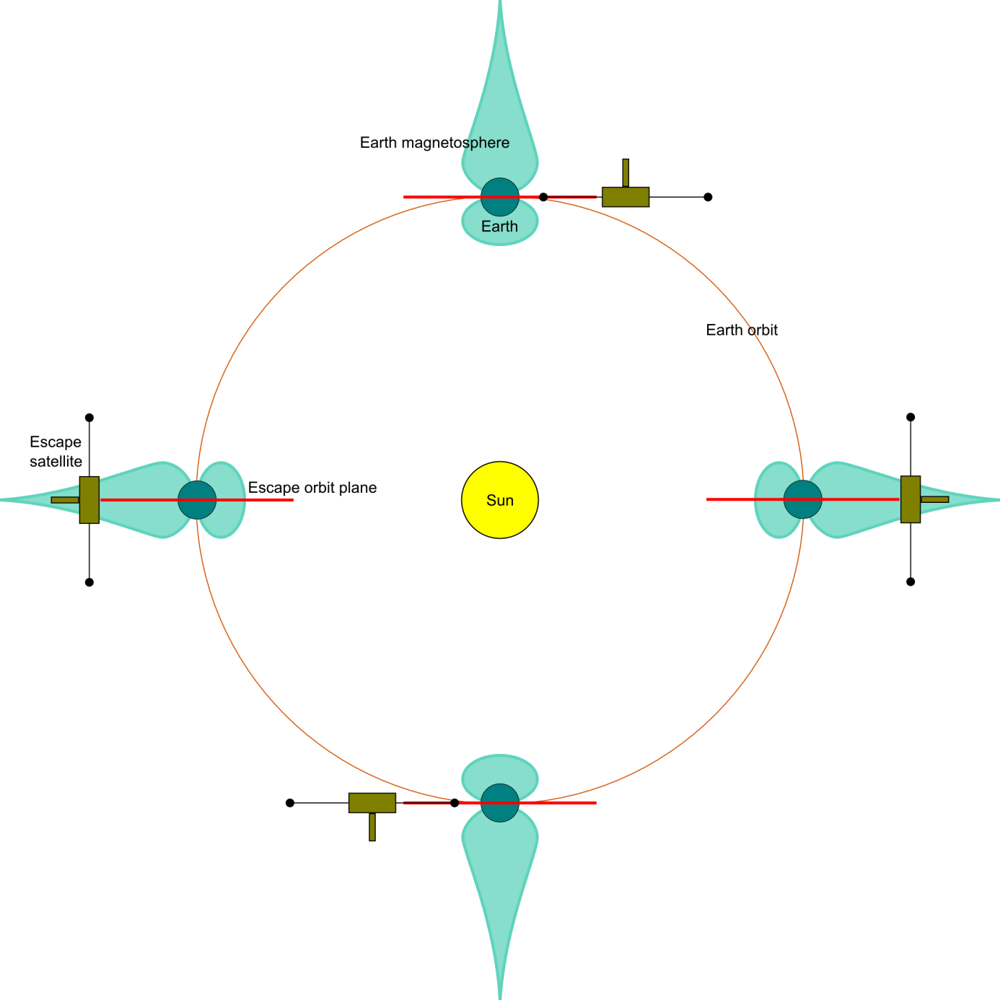 Earth magnetosphere
Earth
Earth orbit
Escape
satellite
Escape orbit plane
Sun